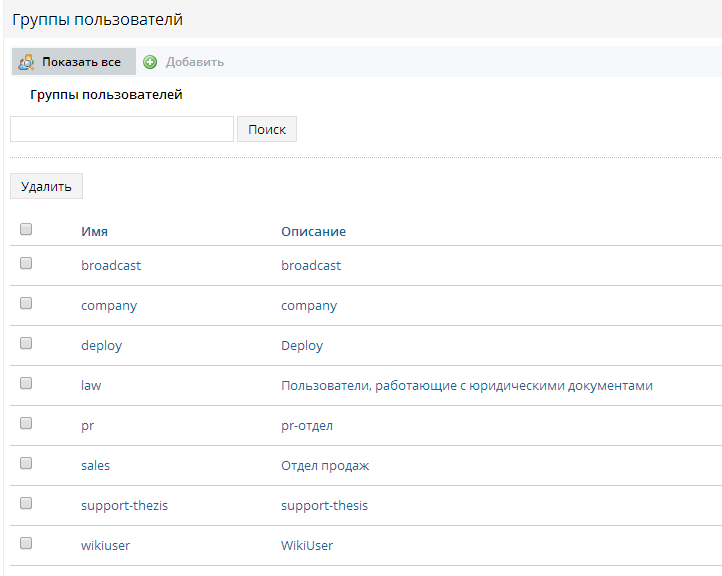 Группы пользователй
Показать все Добавить
Группы пользователей
Поиск
Удалить
Имя Описание
broadcast broadcast
company company
deploy Deploy
law Пользователи, работающие с юридическими документами
pr pr-отдел
sales Отдел продаж
support-thezis support-thesis
wikiuser WikiUser